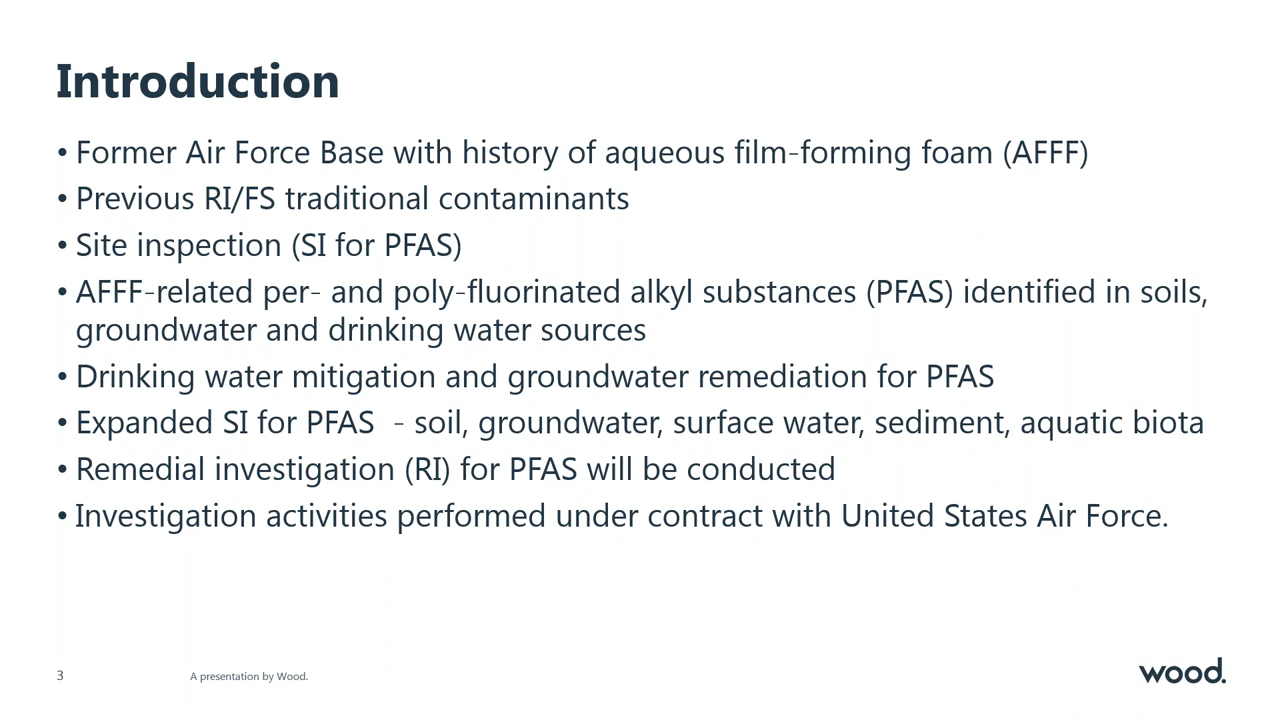 Introduction
• Former Air Force Base with history of aqueous film-forming foam (AFFF)
• Previous RI/FS traditional contaminants
• Site inspection (SI for PFAS)
• AFFF-related per- and poly-fluorinated alkyl substances (PFAS) identified in soils,
groundwater and drinking water sources
• Drinking water mitigation and groundwater remediation for PFAS
• Expanded SI for PFAS  - soil, groundwater, surface water, sediment, aquatic biota
• Remedial investigation (RI) for PFAS will be conducted
• Investigation activities performed under contract with United States Air Force.
3 A presentation by Wood.
wood.